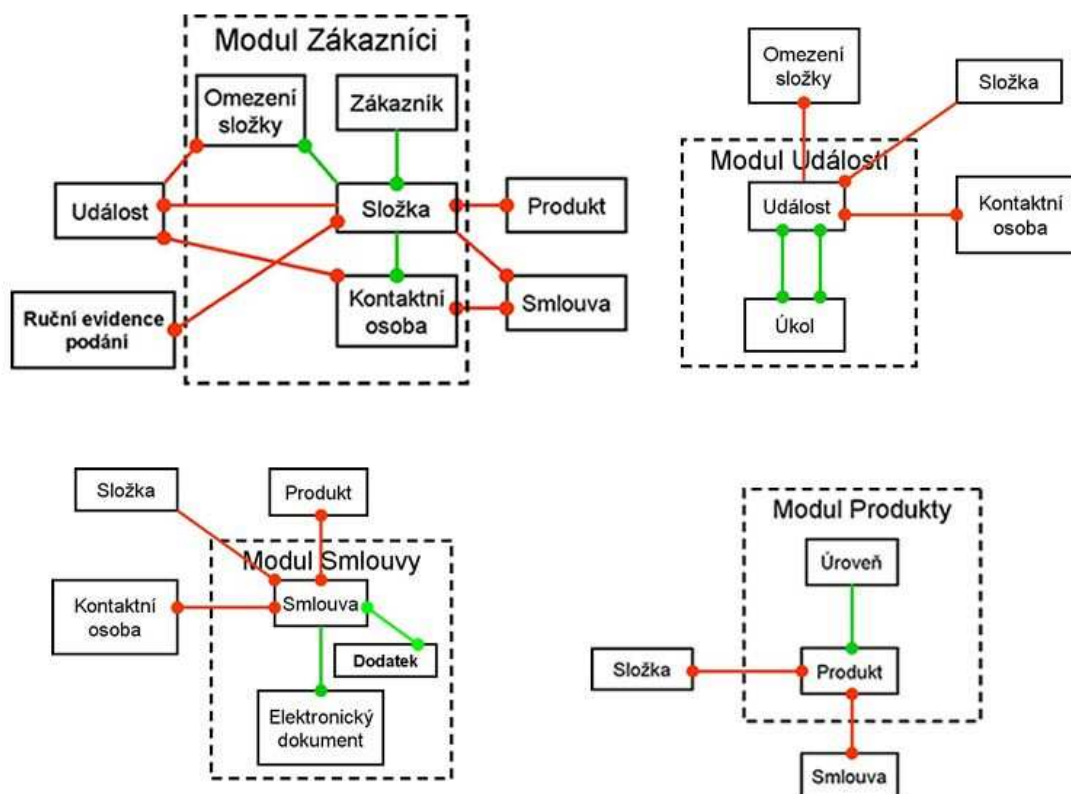 Modul Zákazníci
Omezení
složky
Zákazník
Událost
Složka
Produkt
Ruční evidence
podání
Kontaktní
osoba
Smlouva
Omezení
složky
Složka
Modul Událostí
Událost
Kontaktní
osoba
Úkol
Složka
Produkt
Modul Smlouvy
Kontaktní
osoba
Smlouva
Dodatek
Elektronický
dokument
Modul Produkty
Úroveň
Složka
Produkt
Smlouva